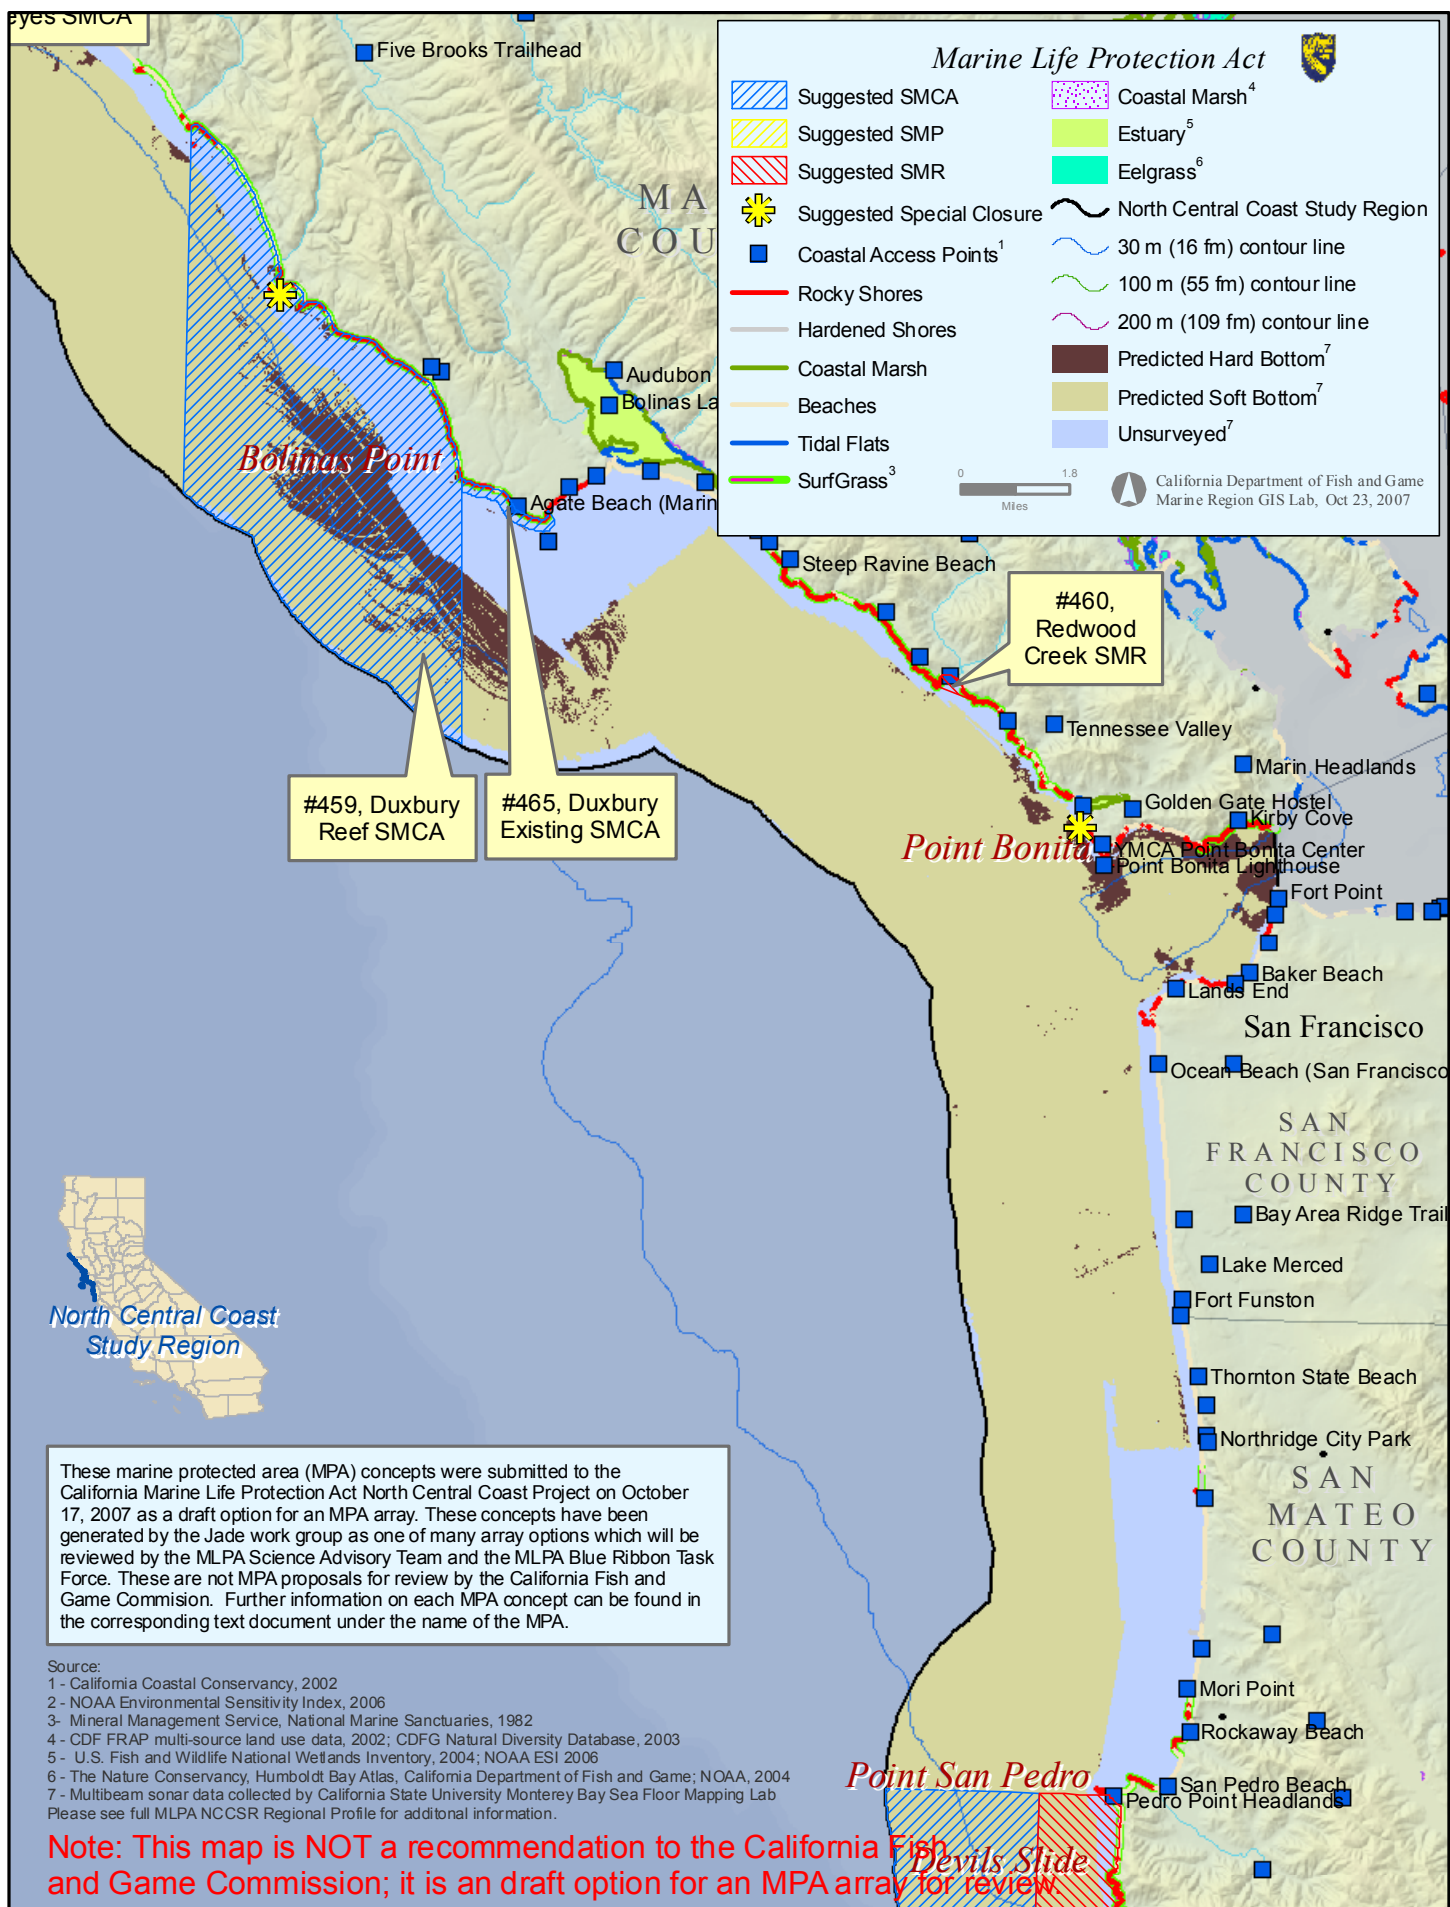 eyes SMCA
Five Brooks Trailhead
Marine Life Protection Act
Suggested SMCA
Suggested SMP
Suggested SMR
Suggested Special Closure
Coastal Access Points1
Rocky Shores
Hardened Shores
Coastal Marsh
Beaches
Tidal Flats
SurfGrass3
Coastal Marsh4
Estuary5
Eelgrass6
North Central Coast Study Region
30 m (16 fm) contour line
100 m (55 fm) contour line
200 m (109 fm) contour line
Predicted Hard Bottom7
Predicted Soft Bottom7
Unsurveyed7
0 1.8
Miles
California Department of Fish and Game
Marine Region GIS Lab, Oct 23, 2007
MA
COU
Audubon
Bolinas La
Bolinas Point
Agate Beach (Marin
Steep Ravine Beach
#460,
Redwood
Creek SMR
Tennessee Valley
Marin Headlands
#459, Duxbury
Reef SMCA
#465, Duxbury
Existing SMCA
Golden Gate Hostel
Kirby Cove
Point Bonita
YMCA Point Bonita Center
Point Bonita Lighthouse
Fort Point
Baker Beach
Lands End
San Francisco
Ocean Beach (San Francisco
SAN
FRANCISCO
COUNTY
Bay Area Ridge Trail
Lake Merced
Fort Funston
North Central Coast
Study Region
Thornton State Beach
Northridge City Park
SAN
MATEO
COUNTY
These marine protected area (MPA) concepts were submitted to the
California Marine Life Protection Act North Central Coast Project on October
17, 2007 as a draft option for an MPA array. These concepts have been
generated by the Jade work group as one of many array options which will be
reviewed by the MLPA Science Advisory Team and the MLPA Blue Ribbon Task
Force. These are not MPA proposals for review by the California Fish and
Game Commision. Further information on each MPA concept can be found in
the corresponding text document under the name of the MPA.
Source:
1 - California Coastal Conservancy, 2002
2 - NOAA Environmental Sensitivity Index, 2006
3- Mineral Management Service, National Marine Sanctuaries, 1982
4 - CDF FRAP multi-source land use data, 2002; CDFG Natural Diversity Database, 2003
5 - U.S. Fish and Wildlife National Wetlands Inventory, 2004; NOAA ESI 2006
6 - The Nature Conservancy, Humboldt Bay Atlas, California Department of Fish and Game; NOAA, 2004
7 - Multibeam sonar data collected by California State University Monterey Bay Sea Floor Mapping Lab
Please see full MLPA NCCSR Regional Profile for additonal information.
Mori Point
Rockaway Beach
Point San Pedro
San Pedro Beach
Pedro Point Headlands
Devils Slide
Note: This map is NOT a recommendation to the California Fish
and Game Commission; it is an draft option for an MPA array for review.